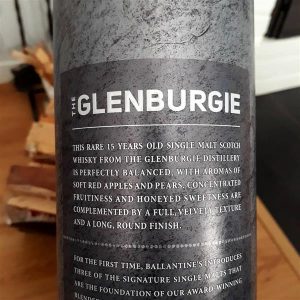 THE GLENBURGIE
THIS RARE 15 YEARS OLD SINGLE MALT SCOTCH
WHISKY FROM THE GLENBURGIE DISTILLERY
IS PERFECTLY BALANCED, WITH AROMAS OF
SOFT RED APPLES AND PEARS, CONCENTRATED
FRUITINESS AND HONEYED SWEETNESS ARE
COMPLEMENTED BY A FULL, VELVETY TEXTURE
AND A LONG, ROUND FINISH.
FOR THE FIRST TIME, BALLANTINE'S INTRODUCES
THREE OF THE SIGNATURE SINGLE MALTS THAT
ARE THE FOUNDATION OF OUR AWARD-WINNING